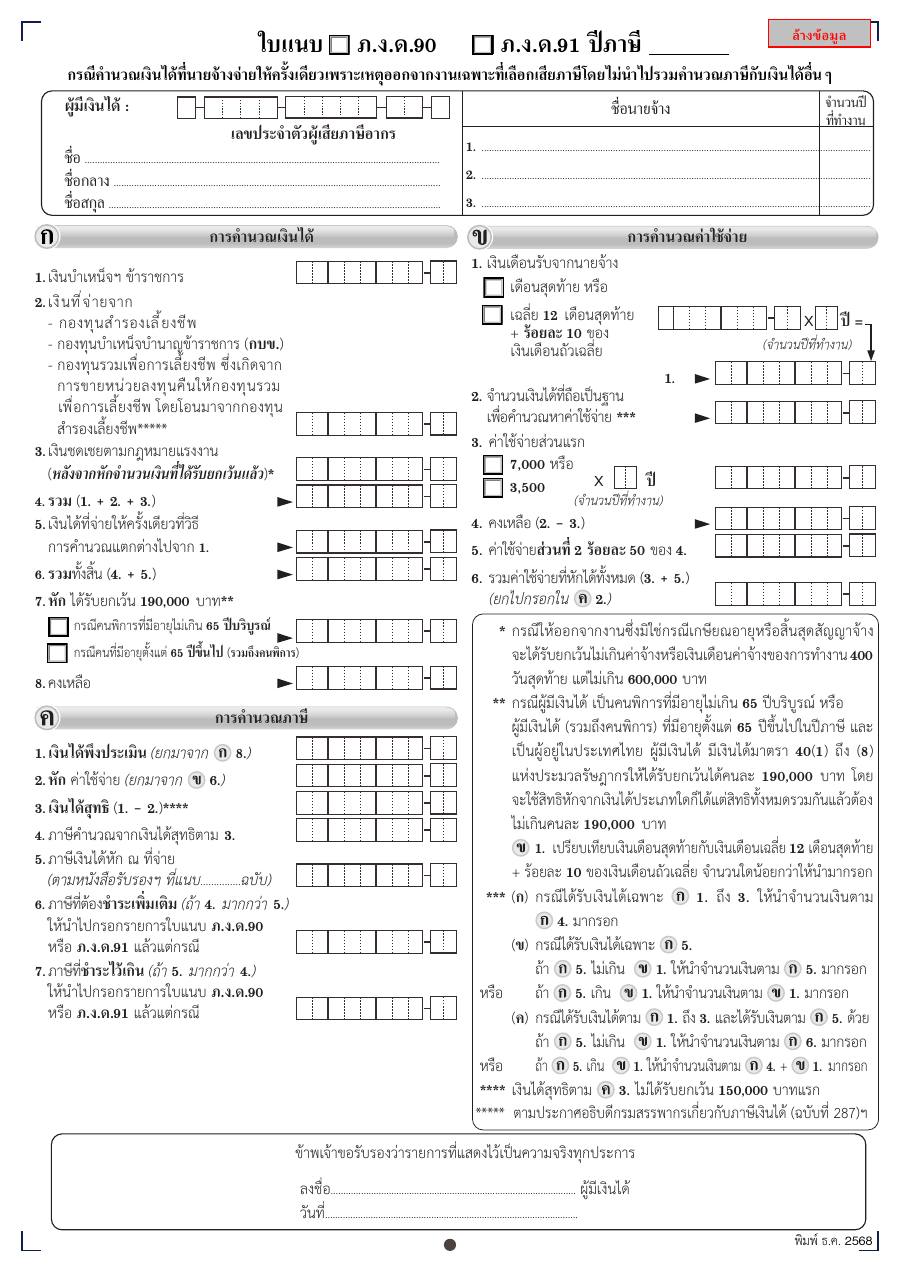 ใบแนบ ภ.ง.ด.90 ภ.ง.ด.91 ปีภาษี
ล้างข้อมูล
กรณีคำนวณเงินได้ที่นายจ้างจ่ายให้ครั้งเดียวเพราะเหตุออกจากงานเฉพาะที่เลือกเสียภาษีโดยไม่นำไปรวมคำนวณภาษีกับเงินได้อื่น ๆ
ผู้มีเงินได้ :
เลขประจำตัวผู้เสียภาษีอากร
ชื่อ
ชื่อกลาง
ชื่อสกุล
ชื่อนายจ้าง
จำนวนปี
ที่ทำงาน
1.
2.
3.
ก การคำนวณเงินได้
1. เงินบำเหน็จฯ ข้าราชการ
2. เงินที่จ่ายจาก
- กองทุนสำรองเลี้ยงชีพ
- กองทุนบำเหน็จบำนาญข้าราชการ (กบข.)
- กองทุนรวมเพื่อการเลี้ยงชีพ ซึ่งเกิดจาก
การขายหน่วยลงทุนคืนให้กองทุนรวม
เพื่อการเลี้ยงชีพ โดยโอนมาจากกองทุน
สำรองเลี้ยงชีพ*****
3. เงินชดเชยตามกฎหมายแรงงาน
(หลังจากหักจำนวนเงินที่ได้รับยกเว้นแล้ว)*
4. รวม (1. + 2. + 3.)
5. เงินได้ที่จ่ายให้ครั้งเดียวที่วิธี
การคำนวณแตกต่างไปจาก 1.
6. รวมทั้งสิ้น (4. + 5.)
7. หัก ได้รับยกเว้น 190,000 บาท**
กรณีคนพิการที่มีอายุไม่เกิน 65 ปีบริบูรณ์
กรณีคนที่มีอายุตั้งแต่ 65 ปีขึ้นไป (รวมถึงคนพิการ)
8. คงเหลือ
ค การคำนวณภาษี
1. เงินได้พึงประเมิน (ยกมาจาก ก 8.)
2. หัก ค่าใช้จ่าย (ยกมาจาก ข 6.)
3. เงินได้สุทธิ (1. - 2.)****
4. ภาษีคำนวณจากเงินได้สุทธิตาม 3.
5. ภาษีเงินได้หัก ณ ที่จ่าย
(ตามหนังสือรับรองฯ ที่แนบ..............ฉบับ)
6. ภาษีที่ต้องชำระเพิ่มเติม (ถ้า 4. มากกว่า 5.)
ให้นำไปกรอกรายการใบแนบ ภ.ง.ด.90
หรือ ภ.ง.ด.91 แล้วแต่กรณี
7. ภาษีที่ชำระไว้เกิน (ถ้า 5. มากกว่า 4.)
ให้นำไปกรอกรายการใบแนบ ภ.ง.ด.90
หรือ ภ.ง.ด.91 แล้วแต่กรณี
ข การคำนวณค่าใช้จ่าย
1. เงินเดือนรับจากนายจ้าง
เดือนสุดท้าย หรือ
เฉลี่ย 12 เดือนสุดท้าย
+ ร้อยละ 10 ของ
เงินเดือนถัวเฉลี่ย
X ปี =
(จำนวนปีที่ทำงาน)
1.
2. จำนวนเงินได้ที่ถือเป็นฐาน
เพื่อคำนวณหาค่าใช้จ่าย ***
3. ค่าใช้จ่ายส่วนแรก
7,000 หรือ
3,500
X ปี
(จำนวนปีที่ทำงาน)
4. คงเหลือ (2. - 3.)
5. ค่าใช้จ่ายส่วนที่ 2 ร้อยละ 50 ของ 4.
6. รวมค่าใช้จ่ายที่หักได้ทั้งหมด (3. + 5.)
(ยกไปกรอกใน ค 2.)
* กรณีให้ออกจากงานซึ่งมิใช่กรณีเกษียณอายุหรือสิ้นสุดสัญญาจ้าง
จะได้รับยกเว้นไม่เกินค่าจ้างหรือเงินเดือนค่าจ้างของการทำงาน 400
วันสุดท้าย แต่ไม่เกิน 600,000 บาท
** กรณีผู้มีเงินได้ เป็นคนพิการที่มีอายุไม่เกิน 65 ปีบริบูรณ์ หรือ
ผู้มีเงินได้ (รวมถึงคนพิการ) ที่มีอายุตั้งแต่ 65 ปีขึ้นไปในปีภาษี และ
เป็นผู้อยู่ในประเทศไทย ผู้มีเงินได้ มีเงินได้มาตรา 40(1) ถึง (8)
แห่งประมวลรัษฎากรให้ได้รับยกเว้นได้คนละ 190,000 บาท โดย
จะใช้สิทธิหักจากเงินได้ประเภทใดก็ได้แต่สิทธิทั้งหมดรวมกันแล้วต้อง
ไม่เกินคนละ 190,000 บาท
ข 1. เปรียบเทียบเงินเดือนสุดท้ายกับเงินเดือนเฉลี่ย 12 เดือนสุดท้าย
+ ร้อยละ 10 ของเงินเดือนถัวเฉลี่ย จำนวนใดน้อยกว่าให้นำมากรอก
*** (ก) กรณีได้รับเงินได้เฉพาะ ก 1. ถึง 3. ให้นำจำนวนเงินตาม
ก 4. มากรอก
(ข) กรณีได้รับเงินได้เฉพาะ ก 5.
ถ้า ก 5. ไม่เกิน ข 1. ให้นำจำนวนเงินตาม ก 5. มากรอก
หรือ ถ้า ก 5. เกิน ข 1. ให้นำจำนวนเงินตาม ข 1. มากรอก
(ค) กรณีได้รับเงินได้ตาม ก 1. ถึง 3. และได้รับเงินตาม ก 5. ด้วย
ถ้า ก 5. ไม่เกิน ข 1. ให้นำจำนวนเงินตาม ก 6. มากรอก
หรือ ถ้า ก 5. เกิน ข 1. ให้นำจำนวนเงินตาม ก 4. + ข 1. มากรอก
**** เงินได้สุทธิตาม ค 3. ไม่ได้รับยกเว้น 150,000 บาทแรก
***** ตามประกาศอธิบดีกรมสรรพากรเกี่ยวกับภาษีเงินได้ (ฉบับที่ 287)ฯ
ข้าพเจ้าขอรับรองว่ารายการที่แสดงไว้เป็นความจริงทุกประการ
ลงชื่อ ผู้มีเงินได้
วันที่
พิมพ์ ธ.ค. 2568